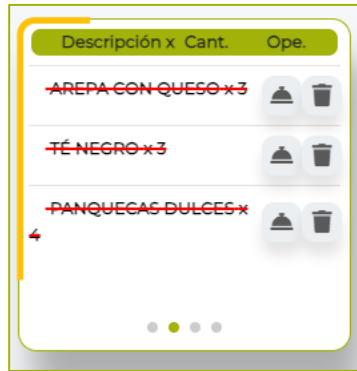 Descripción x Cant. Ope.
AREPA CON QUESO x 3
TÉ NEGRO x 3
PANQUECAS DULCES x
4